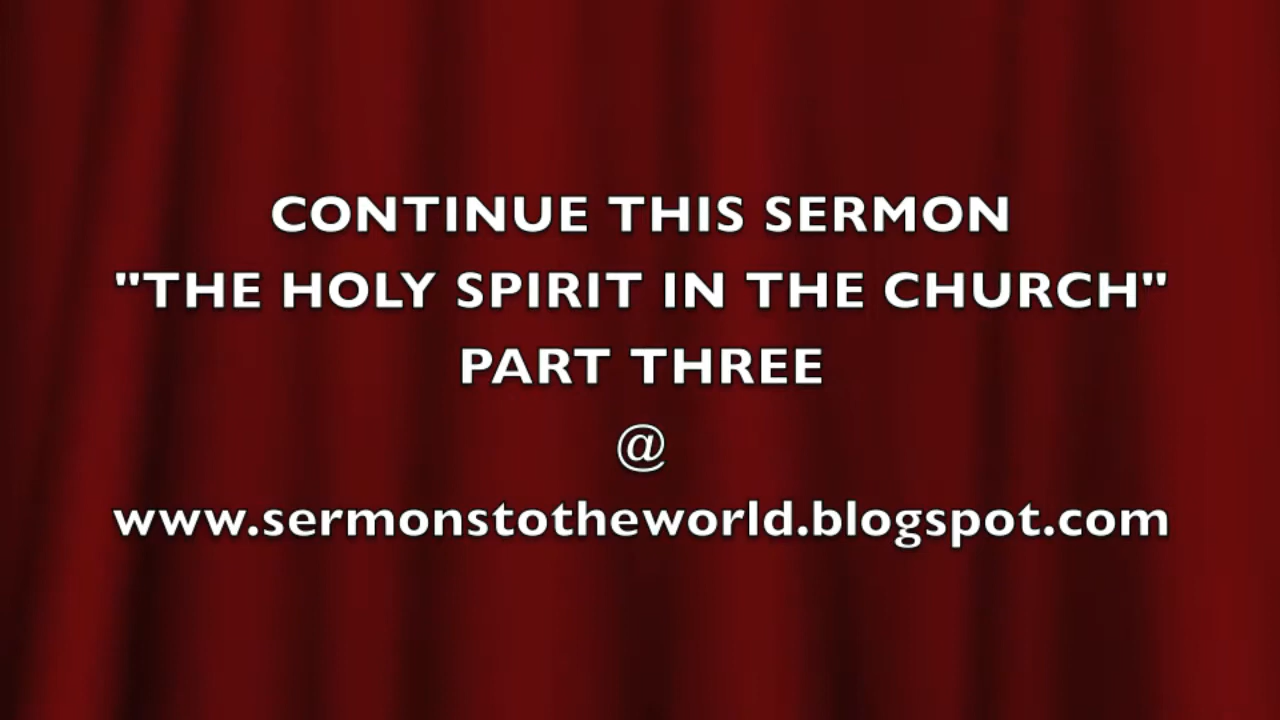 CONTINUE THIS SERMON
"THE HOLY SPIRIT IN THE CHURCH"
PART THREE
@
www.sermonstotheworld.blogspot.com